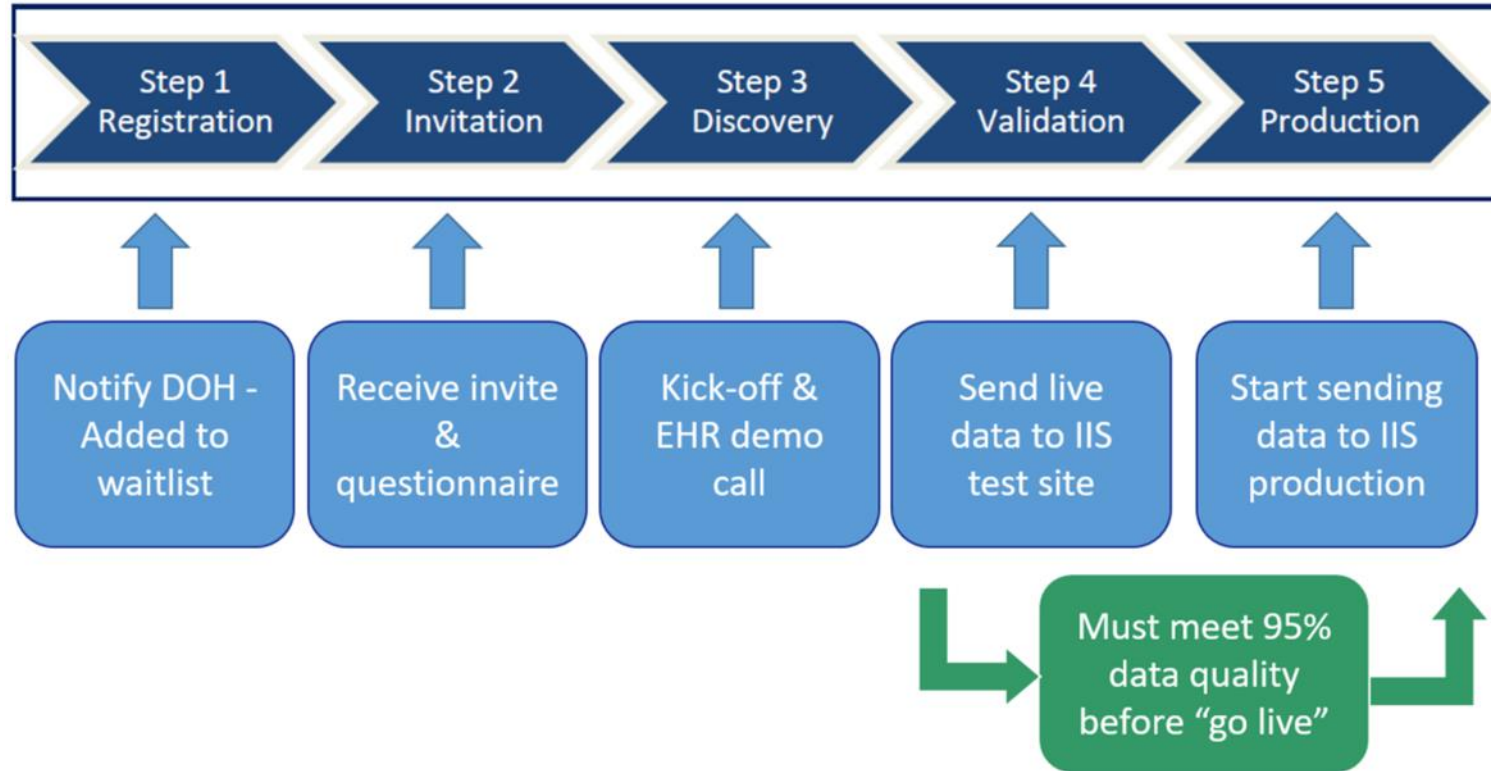 Step 1
Registration
Step 2
Invitation
Step 3
Discovery
Step 4
Validation
Step 5
Production
Notify DOH -
Added to
waitlist
Receive invite
&
questionnaire
Kick-off &
EHR demo
call
Send live
data to IIS
test site
Start sending
data to IIS
production
Must meet 95%
data quality
before “go live”